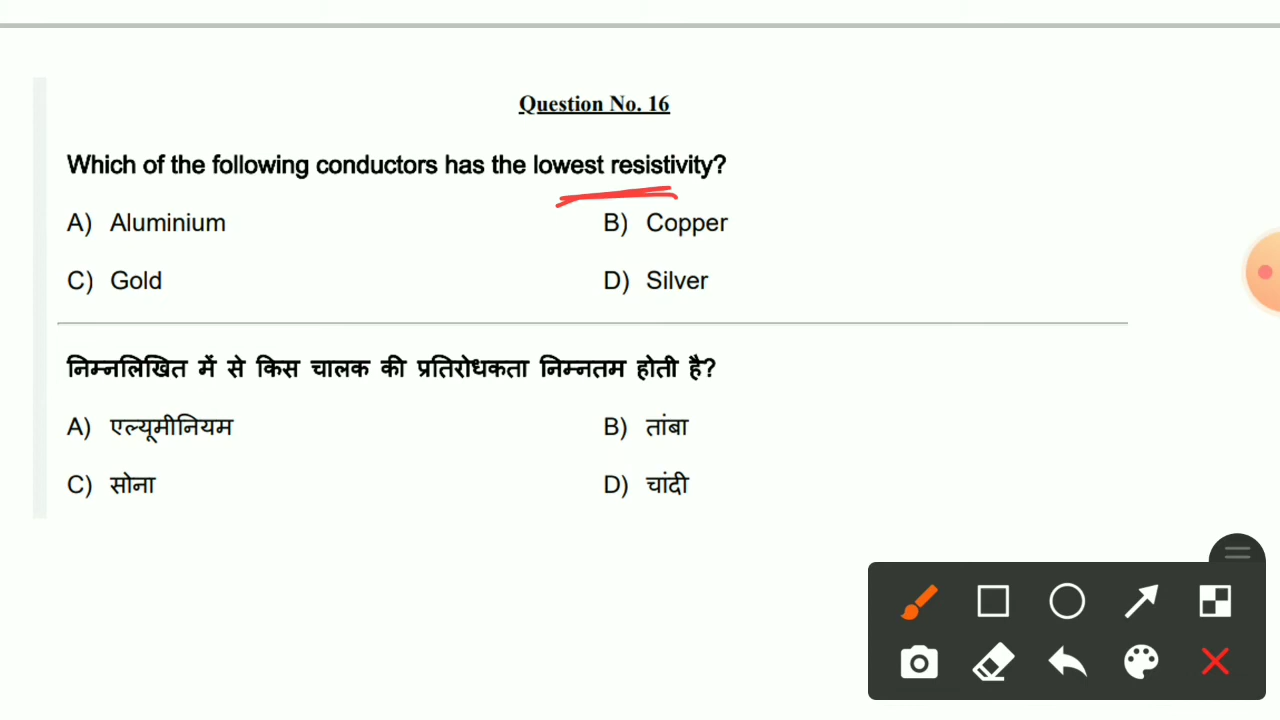 Question No. 16
Which of the following conductors has the lowest resistivity?
A) Aluminium B) Copper
C) Gold D) Silver
निम्नलिखित में से किस चालक की प्रतिरोधकता निम्नतम होती है?
A) एल्यूमीनियम B) तांबा
C) सोना D) चांदी